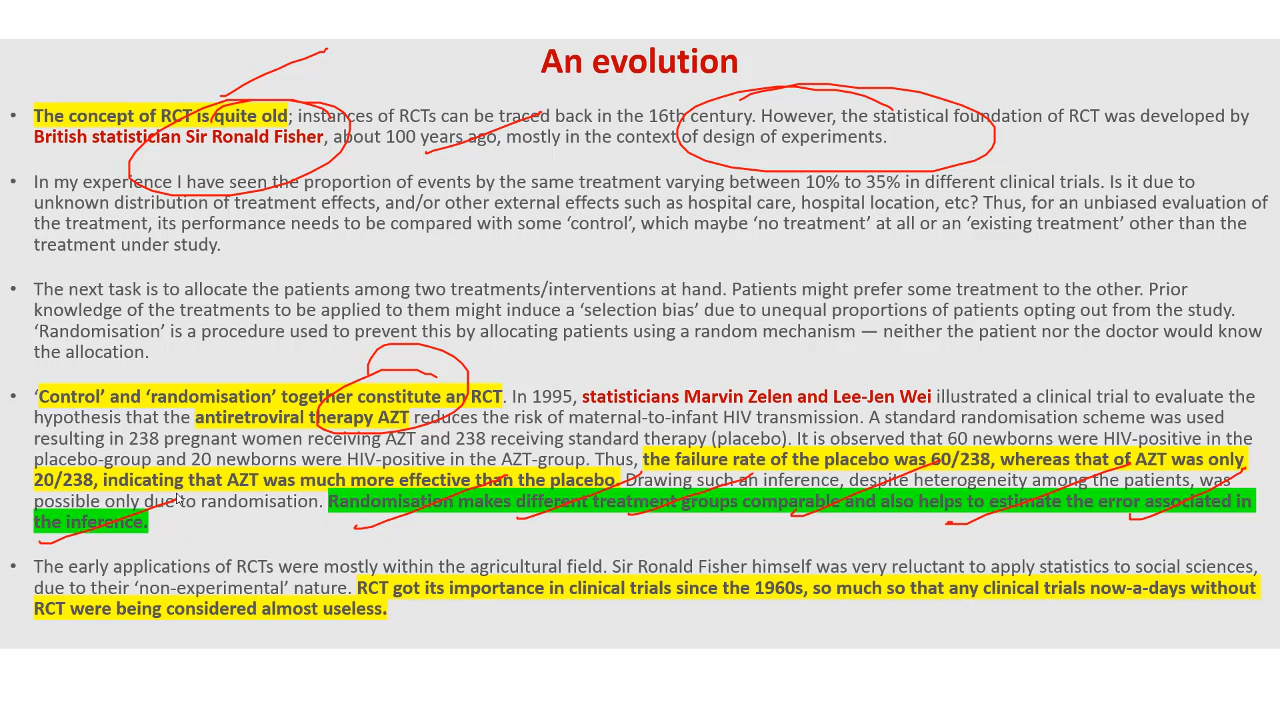 An evolution
• The concept of RCT is quite old; instances of RCTs can be traced back in the 16th century. However, the statistical foundation of RCT was developed by
British statistician Sir Ronald Fisher, about 100 years ago, mostly in the context of design of experiments.
• In my experience I have seen the proportion of events by the same treatment varying between 10% to 35% in different clinical trials. Is it due to
unknown distribution of treatment effects, and/or other external effects such as hospital care, hospital location, etc? Thus, for an unbiased evaluation of
the treatment, its performance needs to be compared with some ‘control’, which maybe ‘no treatment’ at all or an ‘existing treatment’ other than the
treatment under study.
• The next task is to allocate the patients among two treatments/interventions at hand. Patients might prefer some treatment to the other. Prior
knowledge of the treatments to be applied to them might induce a ‘selection bias’ due to unequal proportions of patients opting out from the study.
‘Randomisation’ is a procedure used to prevent this by allocating patients using a random mechanism — neither the patient nor the doctor would know
the allocation.
• ‘Control’ and ‘randomisation’ together constitute an RCT. In 1995, statisticians Marvin Zelen and Lee-Jen Wei illustrated a clinical trial to evaluate the
hypothesis that the antiretroviral therapy AZT reduces the risk of maternal-to-infant HIV transmission. A standard randomisation scheme was used
resulting in 238 pregnant women receiving AZT and 238 receiving standard therapy (placebo). It is observed that 60 newborns were HIV-positive in the
placebo-group and 20 newborns were HIV-positive in the AZT-group. Thus, the failure rate of the placebo was 60/238, whereas that of AZT was only
20/238, indicating that AZT was much more effective than the placebo. Drawing such an inference, despite heterogeneity among the patients, was
possible only due to randomisation. Randomisation makes different treatment groups comparable and also helps to estimate the error associated in
the inference.
• The early applications of RCTs were mostly within the agricultural field. Sir Ronald Fisher himself was very reluctant to apply statistics to social sciences,
due to their ‘non-experimental’ nature. RCT got its importance in clinical trials since the 1960s, so much so that any clinical trials now-a-days without
RCT were being considered almost useless.